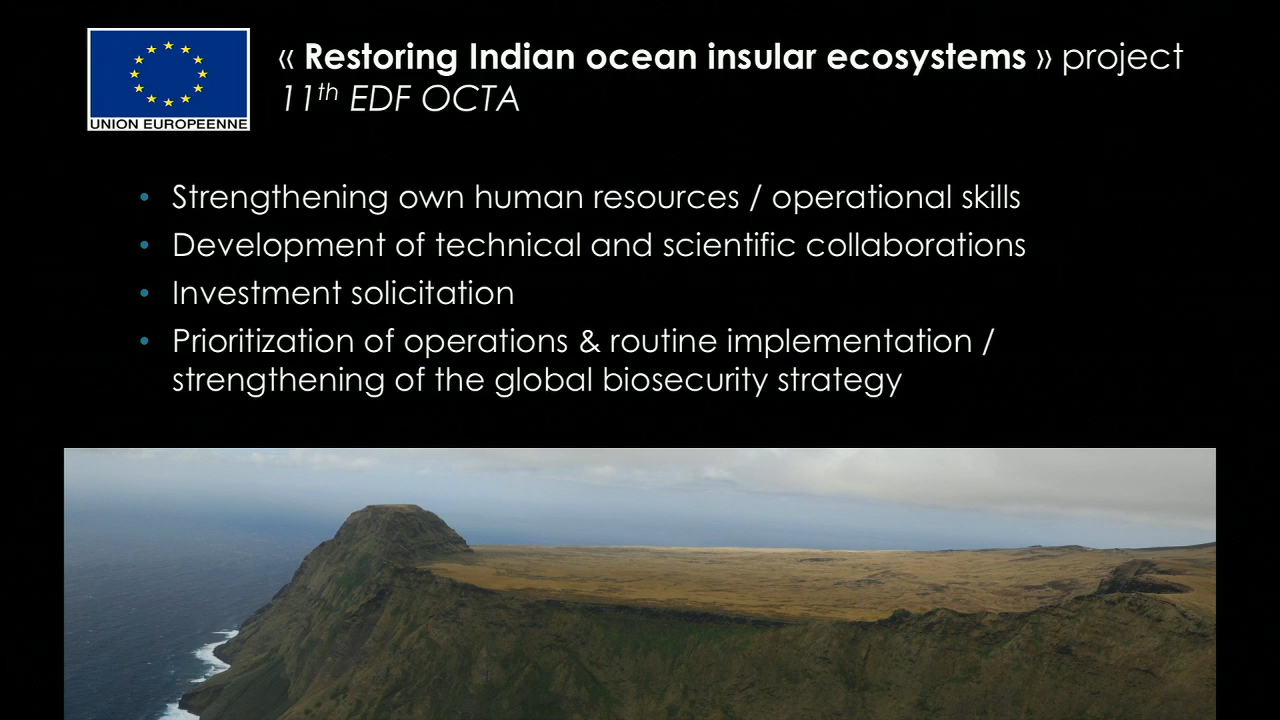 « Restoring Indian ocean insular ecosystems » project
11th EDF OCTA
UNION EUROPEENNE
• Strengthening own human resources / operational skills
• Development of technical and scientific collaborations
• Investment solicitation
• Prioritization of operations & routine implementation /
strengthening of the global biosecurity strategy